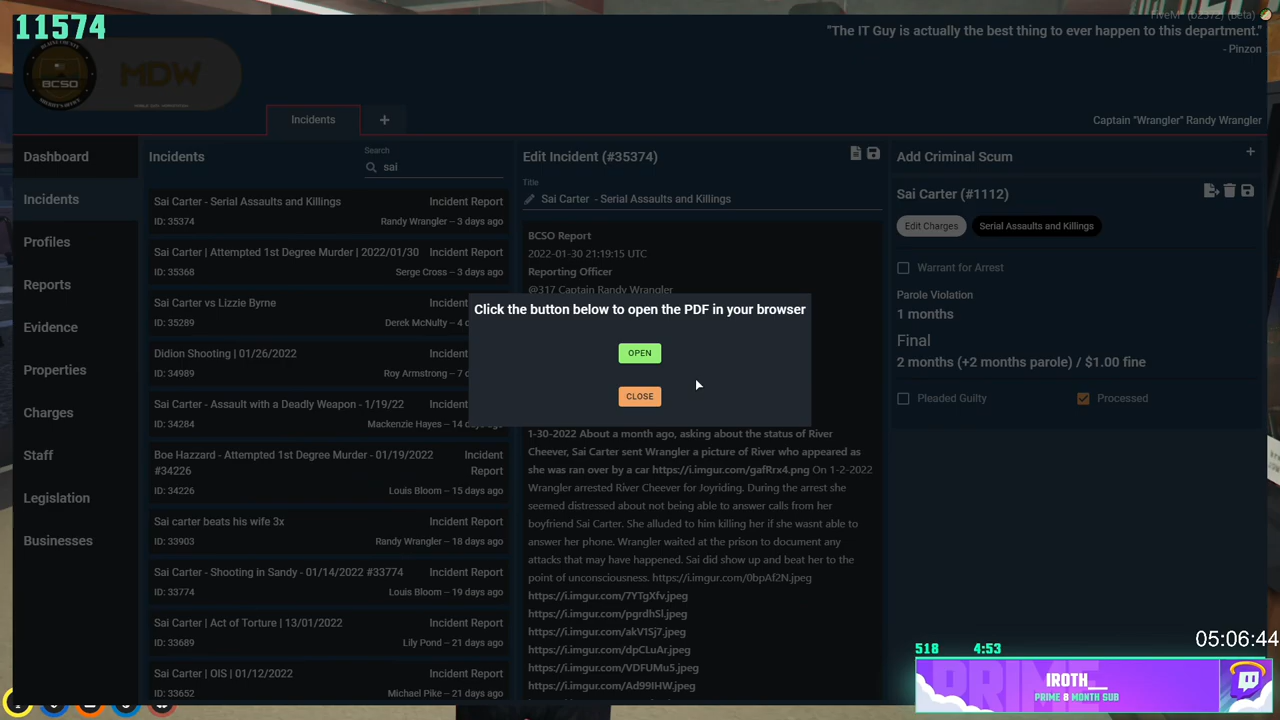 11574
FiveM
(Beta)
"The IT Guy is actually the best thing to ever happen to this department."
- Pinzon
BCSO
MDW
Incidents
+
Captain "Wrangler" Randy Wrangler
Dashboard
Incidents
Profiles
Reports
Evidence
Properties
Charges
Staff
Legislation
Businesses
Incidents
Search
sai
Sai Carter - Serial Assaults and Killings
Incident Report
ID: 35374
Randy Wrangler – 3 days ago
Sai Carter | Attempted 1st Degree Murder | 2022/01/30
Incident Report
ID: 35368
Serge Cross – 3 days ago
Sai Carter vs Lizzie Byrne
Incident
ID: 35289
Derek McNulty – 4 d
Didion Shooting | 01/26/2022
Incident
ID: 34989
Roy Armstrong – 7 d
Sai Carter - Assault with a Deadly Weapon - 1/19/22
Incident
ID: 34284
Mackenzie Hayes – 14 days ago
Boe Hazzard - Attempted 1st Degree Murder - 01/19/2022
#34226
Incident
Report
ID: 34226
Louis Bloom – 15 days ago
Sai carter beats his wife 3x
Incident Report
ID: 33903
Randy Wrangler – 18 days ago
Sai Carter - Shooting in Sandy - 01/14/2022 #33774
Incident Report
ID: 33774
Louis Bloom – 19 days ago
Sai Carter | Act of Torture | 13/01/2022
Incident Report
ID: 33689
Lily Pond – 21 days ago
Sai Carter | OIS | 01/12/2022
Incident Report
ID: 33652
Michael Pike – 21 days ago
Edit Incident (#35374)
Title
Sai Carter - Serial Assaults and Killings
BCSO Report
2022-01-30 21:19:15 UTC
Reporting Officer
@317 Captain Randy Wrangler
Click the button below to open the PDF in your browser
OPEN
CLOSE
1-30-2022 About a month ago, asking about the status of River
Cheever, Sai Carter sent Wrangler a picture of River who appeared as
she was ran over by a car https://i.imgur.com/gafRrx4.png On 1-2-2022
Wrangler arrested River Cheever for Joyriding. During the arrest she
seemed distressed about not being able to answer calls from her
boyfriend Sai Carter. She alluded to him killing her if she wasnt able to
answer her phone. Wrangler waited at the prison to document any
attacks that may have happened. Sai did show up and beat her to the
point of unconsciousness. https://i.imgur.com/0bpAf2N.jpeg
https://i.imgur.com/7YTgXfv.jpeg
https://i.imgur.com/pgrdhSl.jpeg
https://i.imgur.com/akV1Sj7.jpeg
https://i.imgur.com/dpCLuAr.jpeg
https://i.imgur.com/VDFUMu5.jpeg
https://i.imgur.com/Ad99IHW.jpeg
Add Criminal Scum
+
Sai Carter (#1112)
Edit Charges
Serial Assaults and Killings
Warrant for Arrest
Parole Violation
1 months
Final
2 months (+2 months parole) / $1.00 fine
Pleaded Guilty
Processed
05:06:44
518
4:53
PRIME
IROTH__
PRIME 8 MONTH SUB